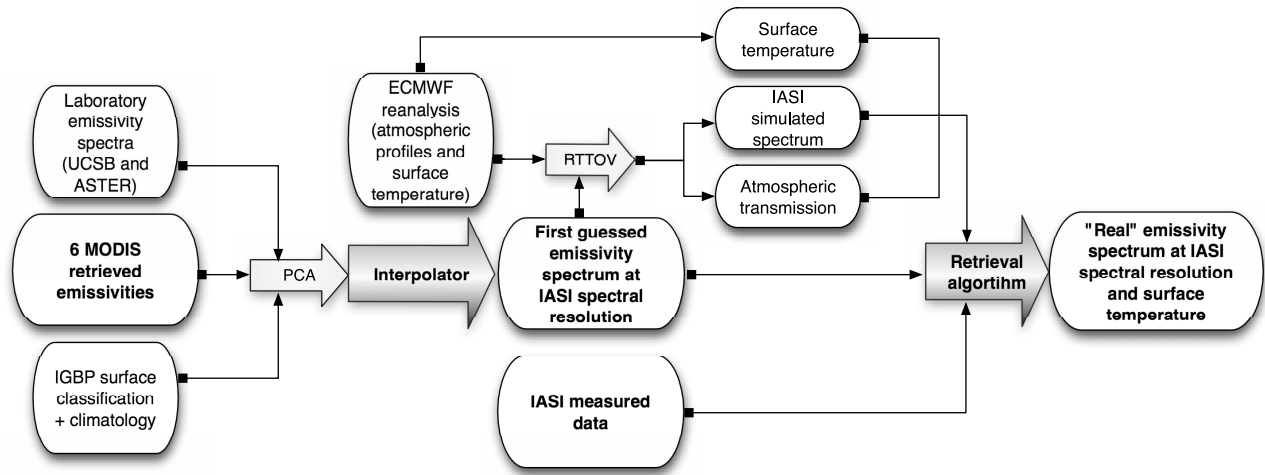 Laboratory
emissivity
spectra
(UCSB and
ASTER)
6 MODIS
retrieved
emissivities
IGBP surface
classification
+ climatology
PCA
Interpolator
ECMWF
reanalysis
(atmospheric
profiles and
surface
temperature)
RTTOV
First guessed
emissivity
spectrum at
IASI spectral
resolution
IASI measured
data
Surface
temperature
IASI
simulated
spectrum
Atmospheric
transmission
Retrieval
algortihm
"Real" emissivity
spectrum at IASI
spectral resolution
and surface
temperature